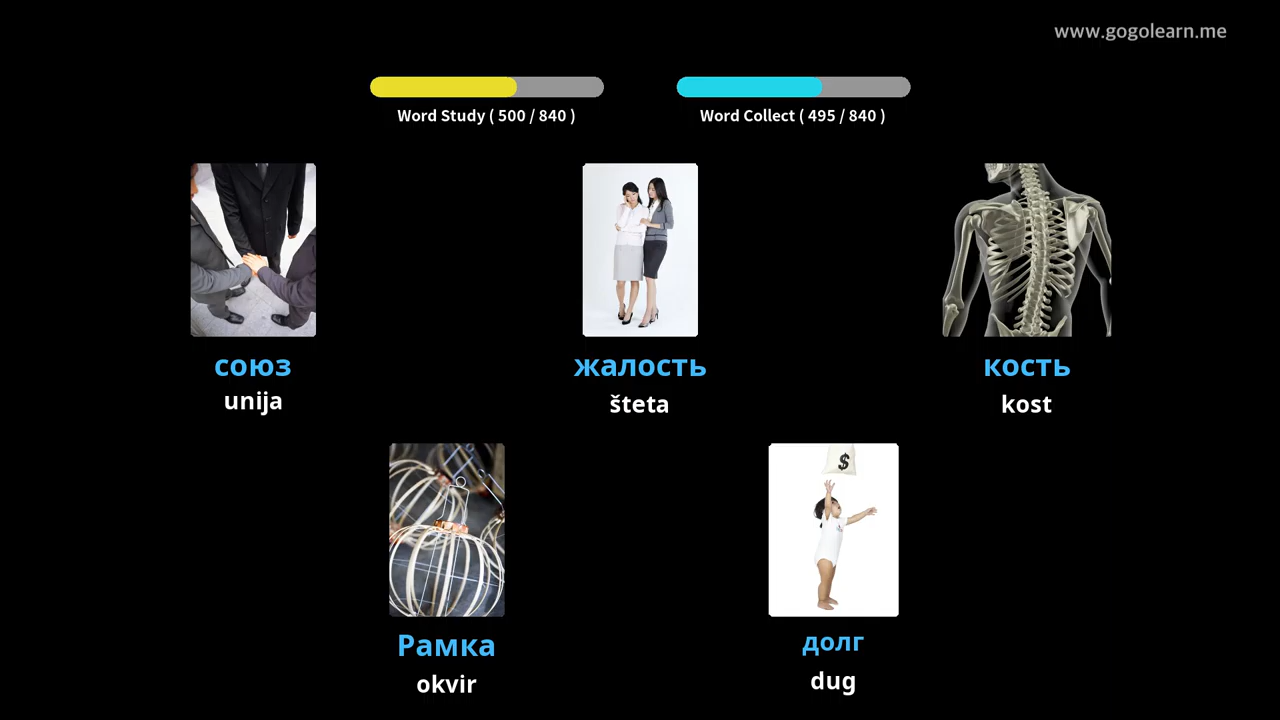 www.gogolearn.me
Word Study ( 500 / 840 )
Word Collect ( 495 / 840 )
союз
unija
жалость
šteta
кость
kost
$
Рамка
okvir
долг
dug